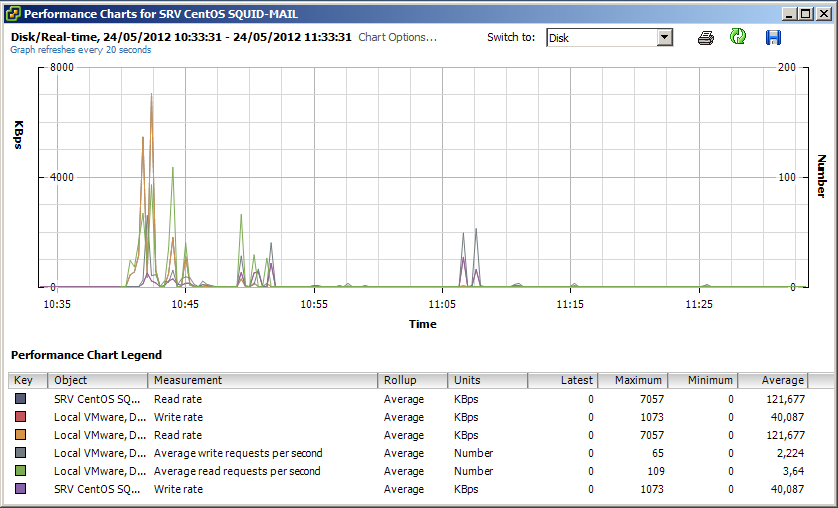 Performance Charts for SRV CentOS SQUID-MAIL
Disk/Real-time, 24/05/2012 10:33:31 - 24/05/2012 11:33:31 Chart Options... Switch to: Disk
Graph refreshes every 20 seconds
8000 200
KBps
4000 100
Number
0 0
10:35 10:45 10:55 11:05 11:15 11:25
Time
Performance Chart Legend
Key Object Measurement Rollup Units Latest Maximum Minimum Average
SRV CentOS SQ... Read rate Average KBps 0 7057 0 121,677
Local VMware, D... Write rate Average KBps 0 1073 0 40,087
Local VMware, D... Read rate Average KBps 0 7057 0 121,677
Local VMware, D... Average write requests per second Average Number 0 65 0 2,224
Local VMware, D... Average read requests per second Average Number 0 109 0 3,64
SRV CentOS SQ... Write rate Average KBps 0 1073 0 40,087